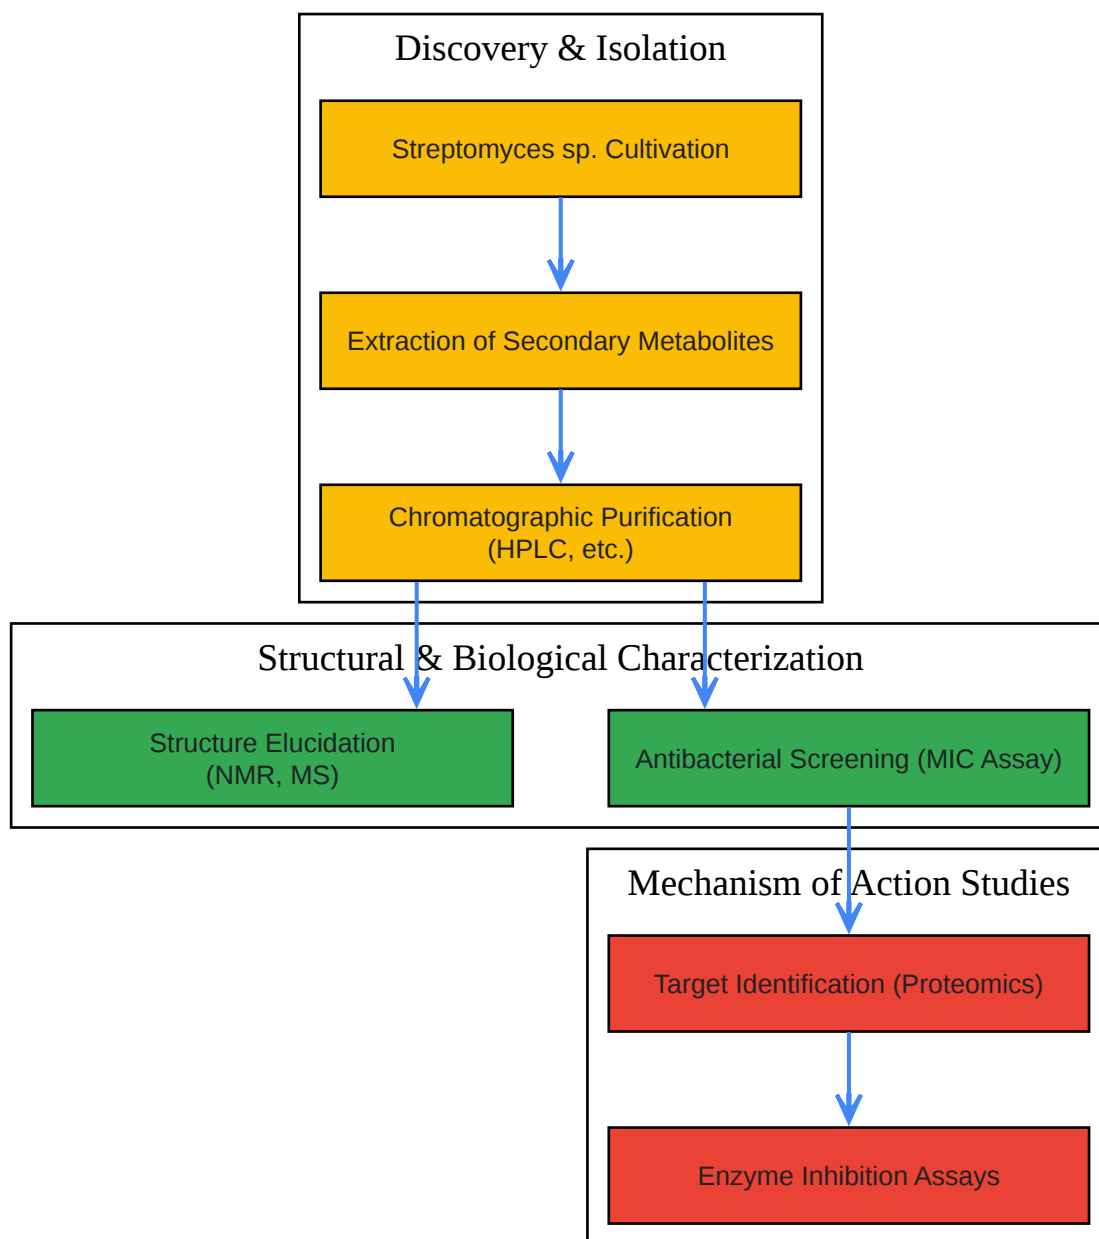 Discovery & Isolation
Streptomyces sp. Cultivation
Extraction of Secondary Metabolites
Chromatographic Purification
(HPLC, etc.)
Structural & Biological Characterization
Structure Elucidation
(NMR, MS)
Antibacterial Screening (MIC Assay)
Mechanism of Action Studies
Target Identification (Proteomics)
Enzyme Inhibition Assays